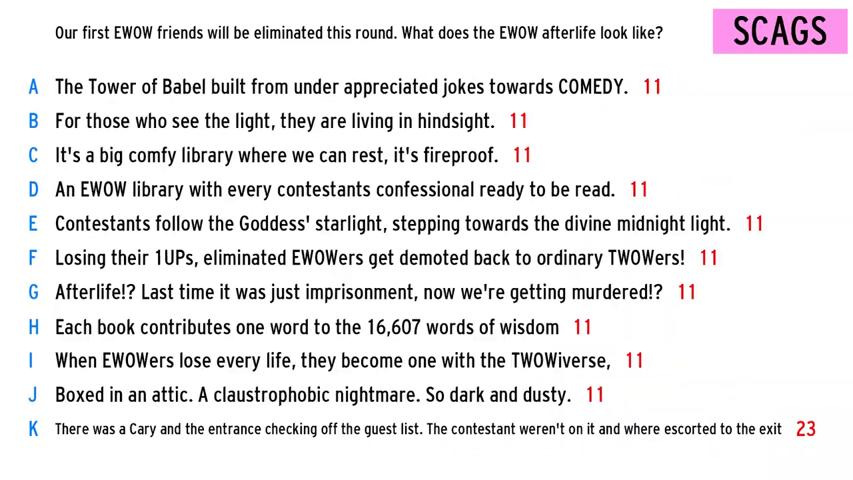 Our first EWOW friends will be eliminated this round. What does the EWOW afterlife look like?
SCAGS
A The Tower of Babel built from under appreciated jokes towards COMEDY. 11
B For those who see the light, they are living in hindsight. 11
C It's a big comfy library where we can rest, it's fireproof. 11
D An EWOW library with every contestants confessional ready to be read. 11
E Contestants follow the Goddess' starlight, stepping towards the divine midnight light. 11
F Losing their 1UPs, eliminated EWOWers get demoted back to ordinary TWOWers! 11
G Afterlife!? Last time it was just imprisonment, now we're getting murdered!? 11
H Each book contributes one word to the 16,607 words of wisdom 11
I When EWOWers lose every life, they become one with the TWOWiverse, 11
J Boxed in an attic. A claustrophobic nightmare. So dark and dusty. 11
K There was a Cary and the entrance checking off the guest list. The contestant weren't on it and where escorted to the exit 23